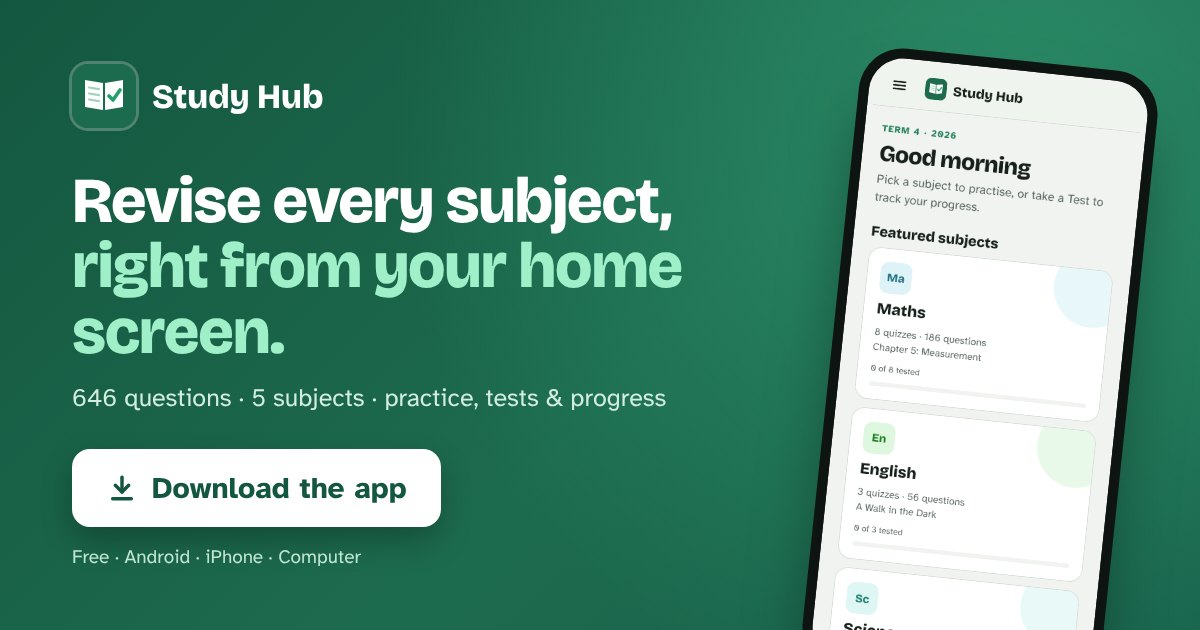 Study Hub
Revise every subject,
right from your home
screen.
646 questions · 5 subjects · practice, tests & progress
Download the app
Free · Android · iPhone · Computer
Study Hub
TERM 4 · 2026
Good morning
Pick a subject to practise, or take a Test to
track your progress.
Featured subjects
Ma
Maths
8 quizzes · 186 questions
Chapter 5: Measurement
0 of 8 tested
En
English
3 quizzes · 56 questions
A Walk in the Dark
0 of 3 tested
Sc